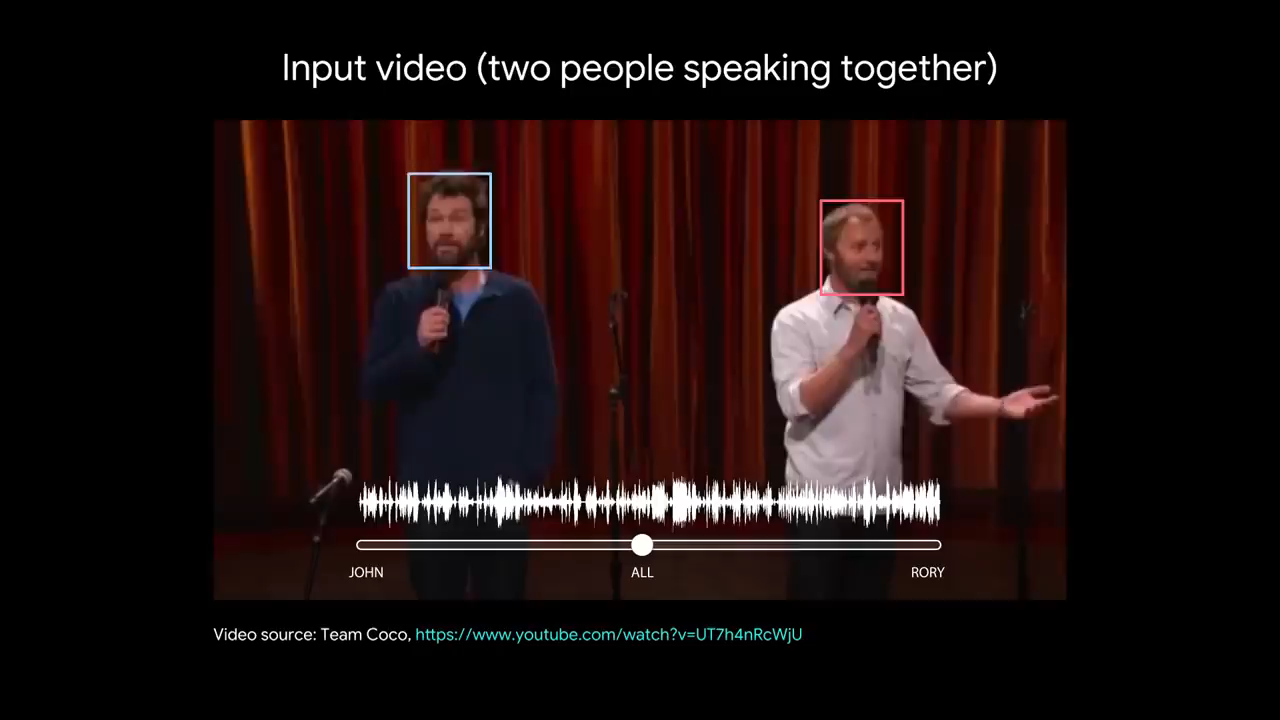 Input video (two people speaking together)
JOHN ALL RORY
Video source: Team Coco, https://www.youtube.com/watch?v=UT7h4nRcWjU